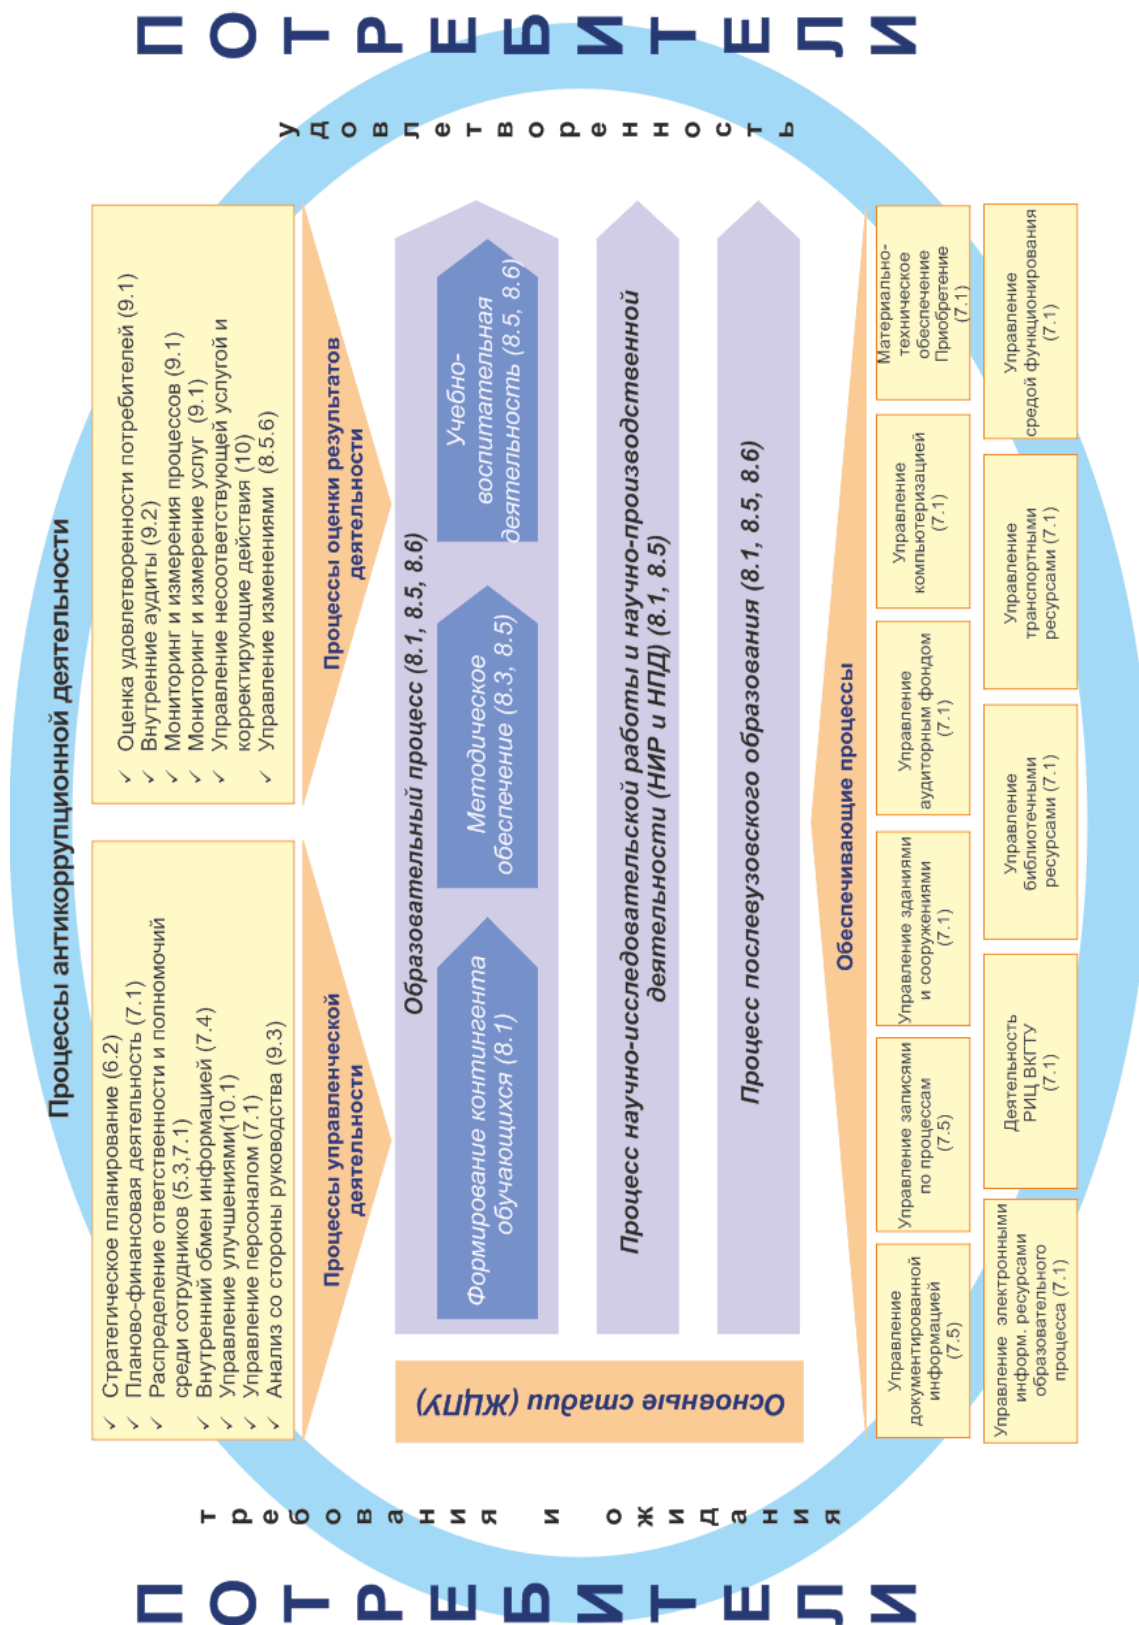 Процессы антикоррупционной деятельности
ПОТРЕБИТЕЛИ
требования и ожидания
✓ Стратегическое планирование (6.2)
✓ Планово-финансовая деятельность (7.1)
✓ Распределение ответственности и полномочий
среди сотрудников (5.3,7.1)
✓ Внутренний обмен информацией (7.4)
✓ Управление улучшениями(10.1)
✓ Управление персоналом (7.1)
✓ Анализ со стороны руководства (9.3)
Процессы управленческой
деятельности
✓ Оценка удовлетворенности потребителей (9.1)
✓ Внутренние аудиты (9.2)
✓ Мониторинг и измерения процессов (9.1)
✓ Мониторинг и измерение услуг (9.1)
✓ Управление несоответствующей услугой и
корректирующие действия (10)
✓ Управление изменениями (8.5.6)
Процессы оценки результатов
деятельности
Основные стадии (ЖЦПУ)
Образовательный процесс (8.1, 8.5, 8.6)
Формирование контингента
обучающихся (8.1)
Методическое
обеспечение (8.3, 8.5)
Учебно-
воспитательная
деятельность (8.5, 8.6)
Процесс научно-исследовательской работы и научно-производственной
деятельности (НИР и НПД) (8.1, 8.5)
Процесс послевузовского образования (8.1, 8.5, 8.6)
Обеспечивающие процессы
Управление
документированной
информацией
(7.5)
Управление записями
по процессам
(7.5)
Управление зданиями
и сооружениями
(7.1)
Управление
аудиторным фондом
(7.1)
Управление
компьютеризацией
(7.1)
Материально-
техническое
обеспечение
Приобретение
(7.1)
Управление электронными
информ. ресурсами
образовательного
процесса (7.1)
Деятельность
РИЦ ВКГТУ
(7.1)
Управление
библиотечными
ресурсами (7.1)
Управление
транспортными
ресурсами (7.1)
Управление
средой функционирования
(7.1)
удовлетворенность
ПОТРЕБИТЕЛИ